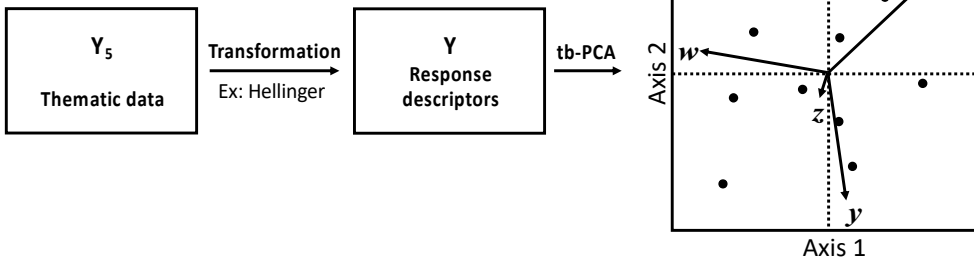 Y5
Thematic data
Transformation
Ex: Hellinger
Y
Response
descriptors
tb-PCA
Axis 2
w
z
y
Axis 1